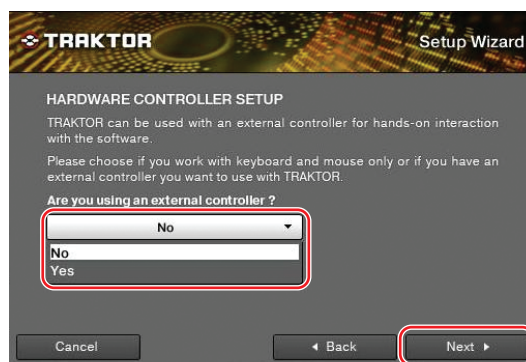 TRAKTOR
Setup Wizard
HARDWARE CONTROLLER SETUP
TRAKTOR can be used with an external controller for hands-on interaction
with the software.
Please choose if you work with keyboard and mouse only or if you have an
external controller you want to use with TRAKTOR.
Are you using an external controller ?
No
No
Yes
Cancel
Back
Next